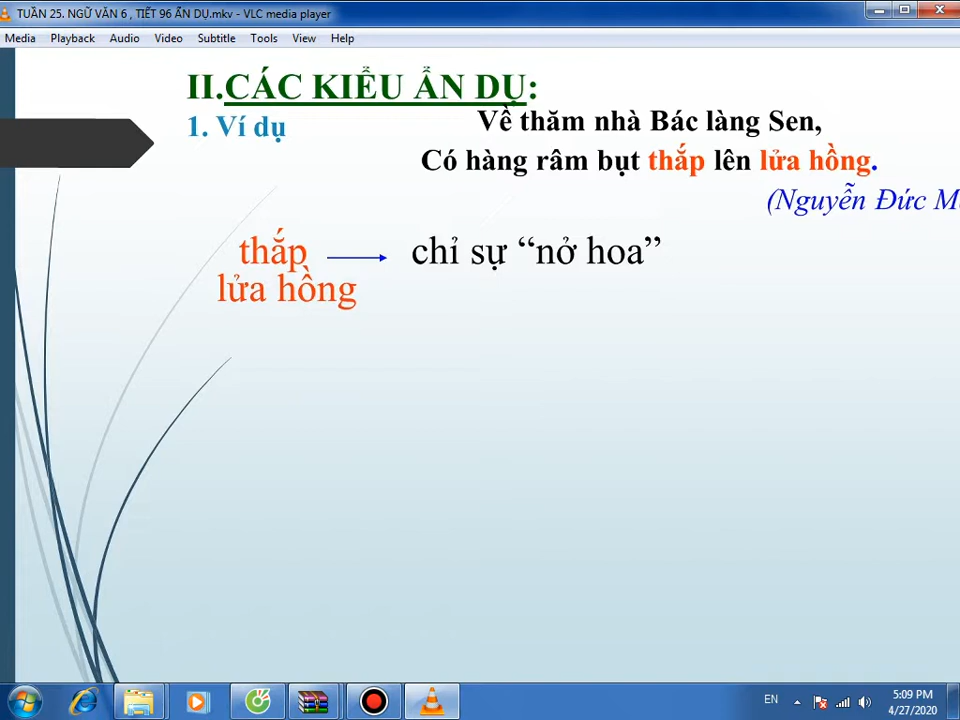 TUẦN 25. NGỮ VĂN 6 , TIẾT 96 ẨN DỤ.mkv - VLC media player
Media Playback Audio Video Subtitle Tools View Help
II.CÁC KIỂU ẨN DỤ:
1. Ví dụ
Về thăm nhà Bác làng Sen,
Có hàng râm bụt thắp lên lửa hồng.
(Nguyễn Đức
thắp
chỉ sự “nở hoa”
lửa hồng
EN
5:09 PM
4/27/2020